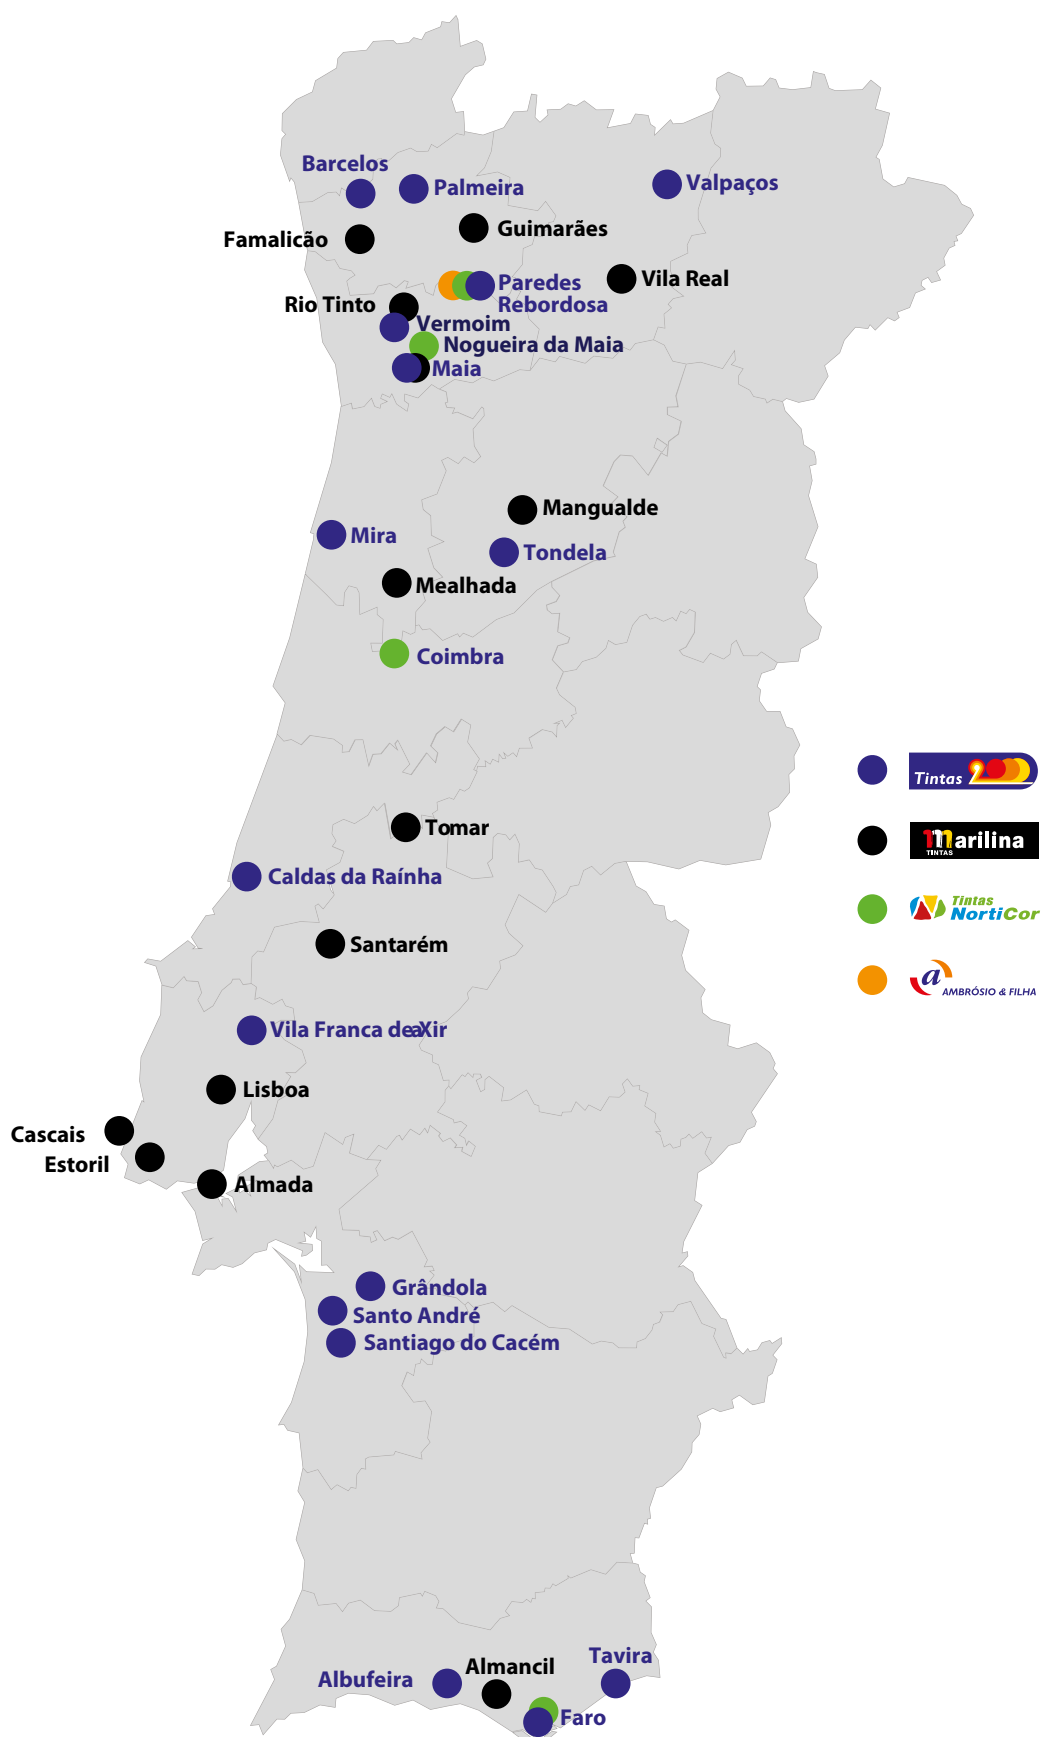 Barcelos
Palmeira
Valpaços
Famalicão
Guimarães
Vila Real
Paredes
Rebordosa
Rio Tinto
Vermoim
Nogueira da Maia
Maia
Mangualde
Mira
Tondela
Mealhada
Coimbra
Tintas 2000
marilina
TINTAS
Tomar
Caldas da Raínha
Tintas
NortiCor
Santarém
a
AMBRÓSIO & FILHA
Vila Franca de Xira
Lisboa
Cascais
Estoril
Almada
Grândola
Santo André
Santiago do Cacém
Tavira
Almancil
Albufeira
Faro